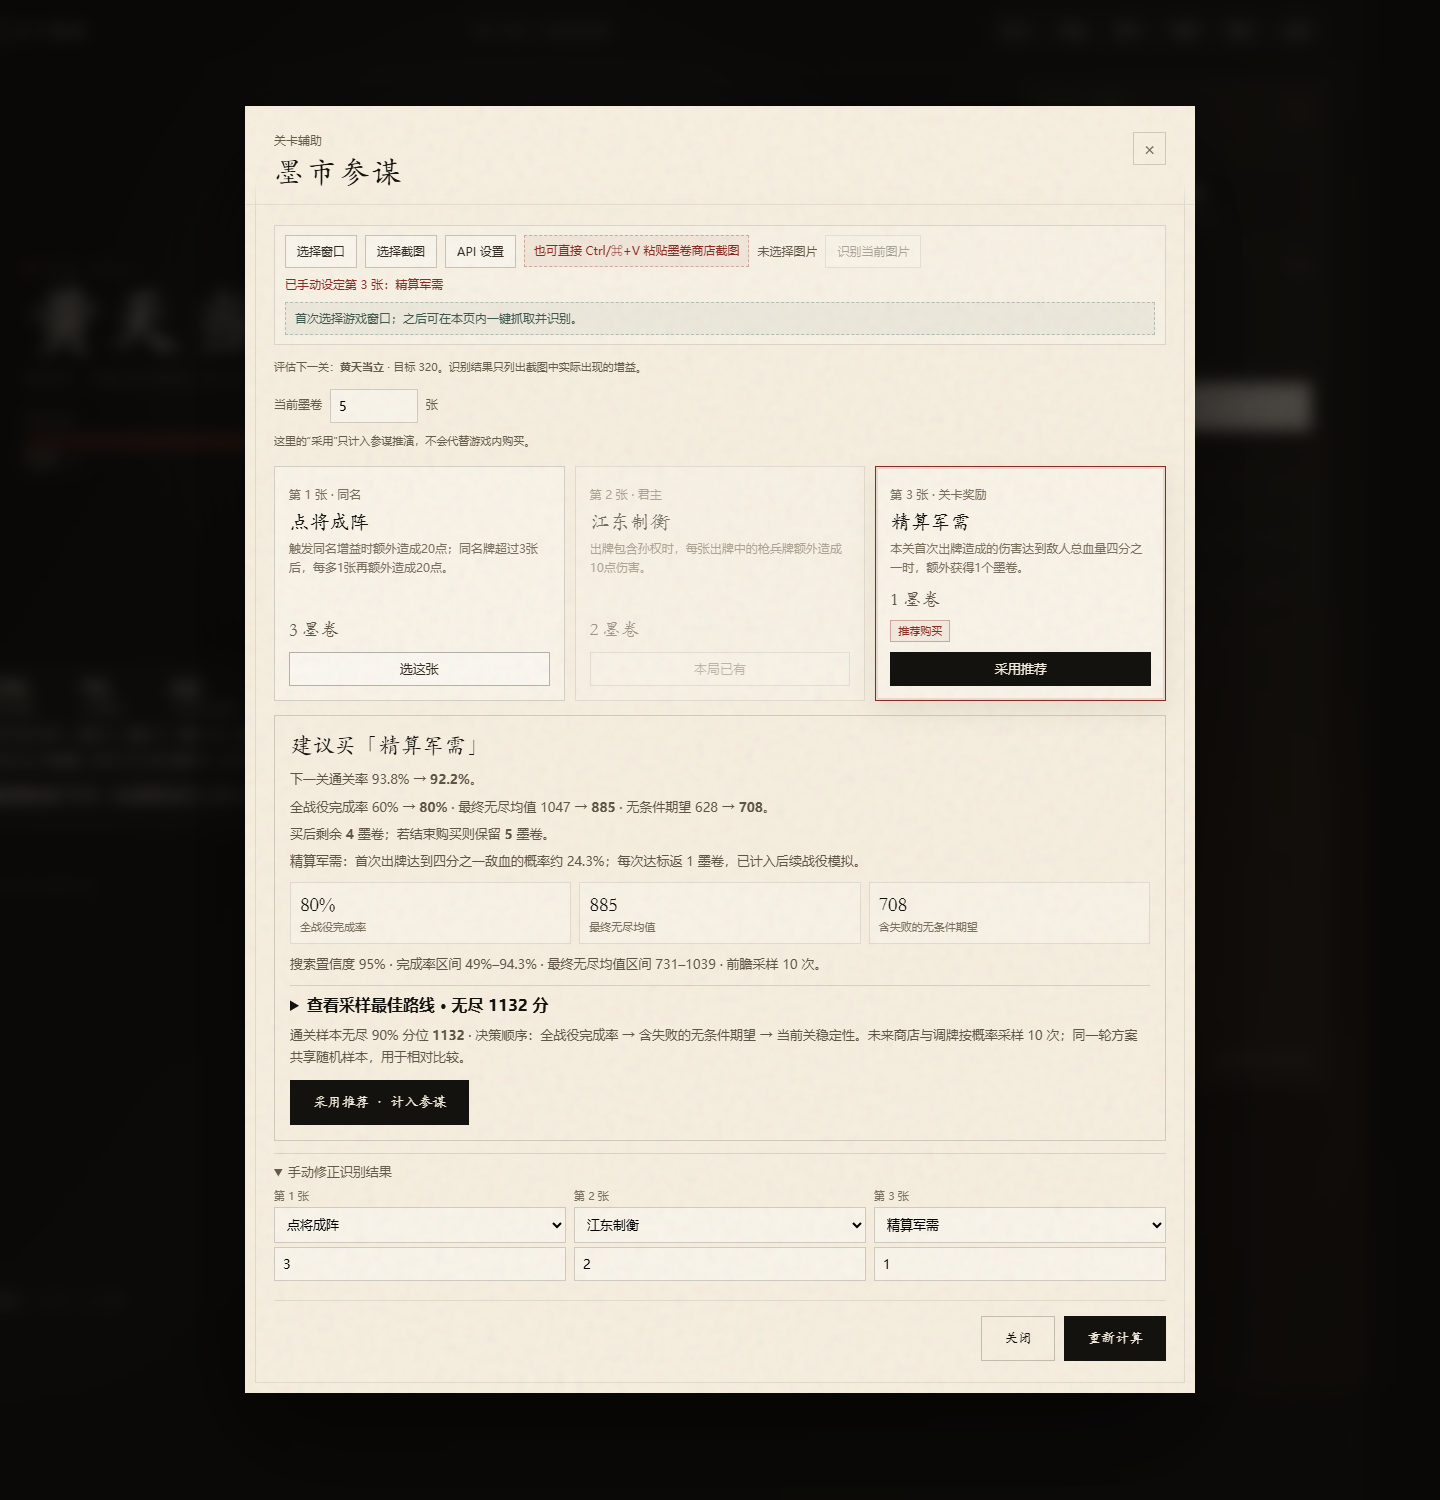 关卡辅助
墨市参谋
×
选择窗口 选择截图 API 设置 也可直接 Ctrl/⌘+V 粘贴墨卷商店截图 未选择图片 识别当前图片
已手动设定第 3 张：精算军需
首次选择游戏窗口；之后可在本页内一键抓取并识别。
评估下一关：黄天当立 · 目标 320。识别结果只列出截图中实际出现的增益。
当前墨卷 5 张
这里的“采用”只计入参谋推演，不会代替游戏内购买。
第 1 张 · 同名
点将成阵
触发同名增益时额外造成20点；同名牌超过3张
后，每多1张再额外造成20点。
3 墨卷
选这张
第 2 张 · 君主
江东制衡
出牌包含孙权时，每张出牌中的枪兵牌额外造成
10点伤害。
2 墨卷
本局已有
第 3 张 · 关卡奖励
精算军需
本关首次出牌造成的伤害达到敌人总血量四分之
一时，额外获得1个墨卷。
1 墨卷
推荐购买
采用推荐
建议买「精算军需」
下一关通关率 93.8% → 92.2%。
全战役完成率 60% → 80% · 最终无尽均值 1047 → 885 · 无条件期望 628 → 708。
买后剩余 4 墨卷；若结束购买则保留 5 墨卷。
精算军需：首次出牌达到四分之一敌血的概率约 24.3%；每次达标返 1 墨卷，已计入后续战役模拟。
80%
全战役完成率
885
最终无尽均值
708
含失败的无条件期望
搜索置信度 95% · 完成率区间 49%–94.3% · 最终无尽均值区间 731–1039 · 前瞻采样 10 次。
▶ 查看采样最佳路线 • 无尽 1132 分
通关样本无尽 90% 分位 1132 · 决策顺序：全战役完成率 → 含失败的无条件期望 → 当前关稳定性。未来商店与调牌按概率采样 10 次；同一轮方案
共享随机样本，用于相对比较。
采用推荐 · 计入参谋
▼ 手动修正识别结果
第 1 张 第 2 张 第 3 张
点将成阵 江东制衡 精算军需
3 2 1
关闭 重新计算